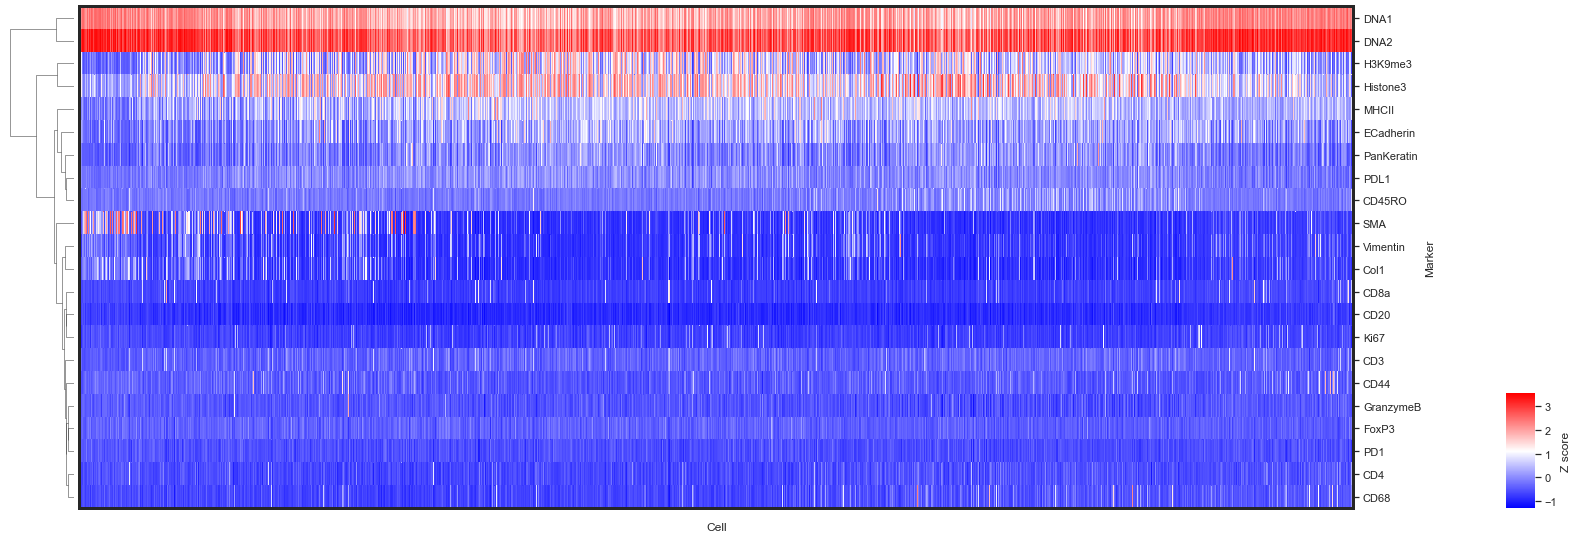 DNA1
DNA2
H3K9me3
Histone3
MHCII
ECadherin
PanKeratin
PDL1
CD45RO
SMA
Vimentin
Col1
CD8a
CD20
Ki67
CD3
CD44
GranzymeB
FoxP3
PD1
CD4
CD68
Marker
Cell
3
2
1
0
−1
Z score